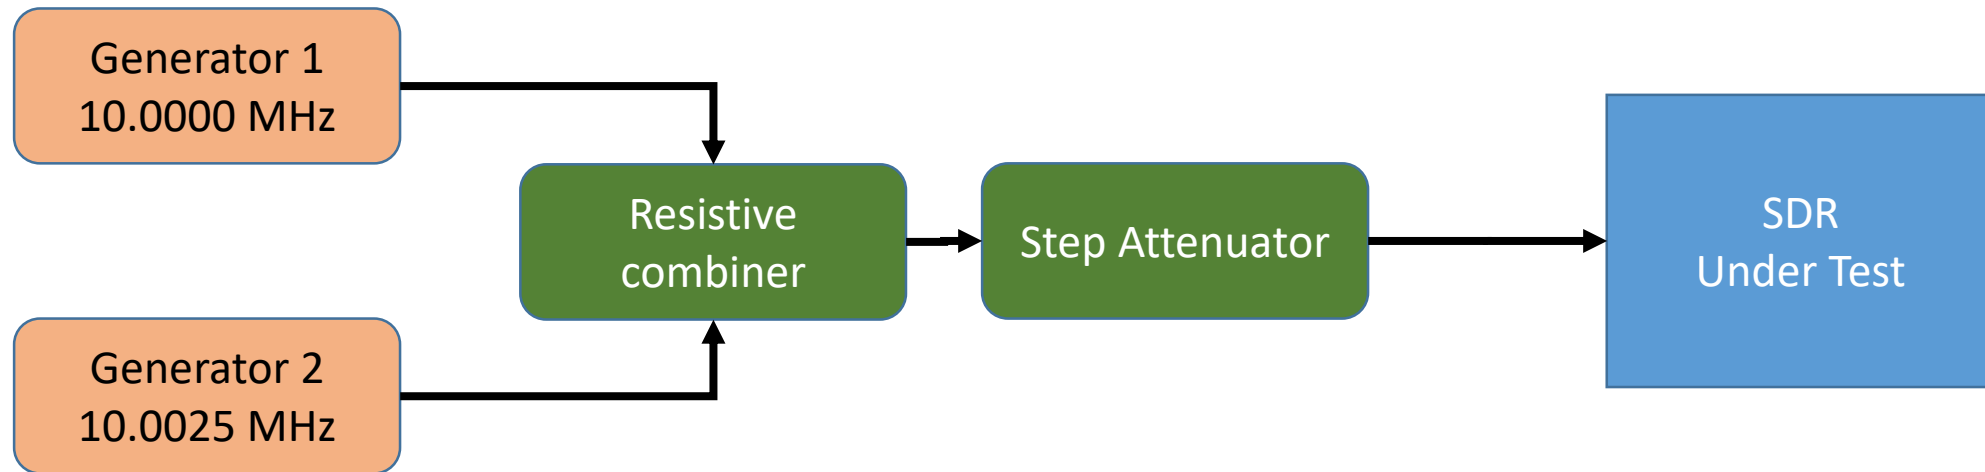 Generator 1
10.0000 MHz
Resistive
combiner
Step Attenuator
SDR
Under Test
Generator 2
10.0025 MHz